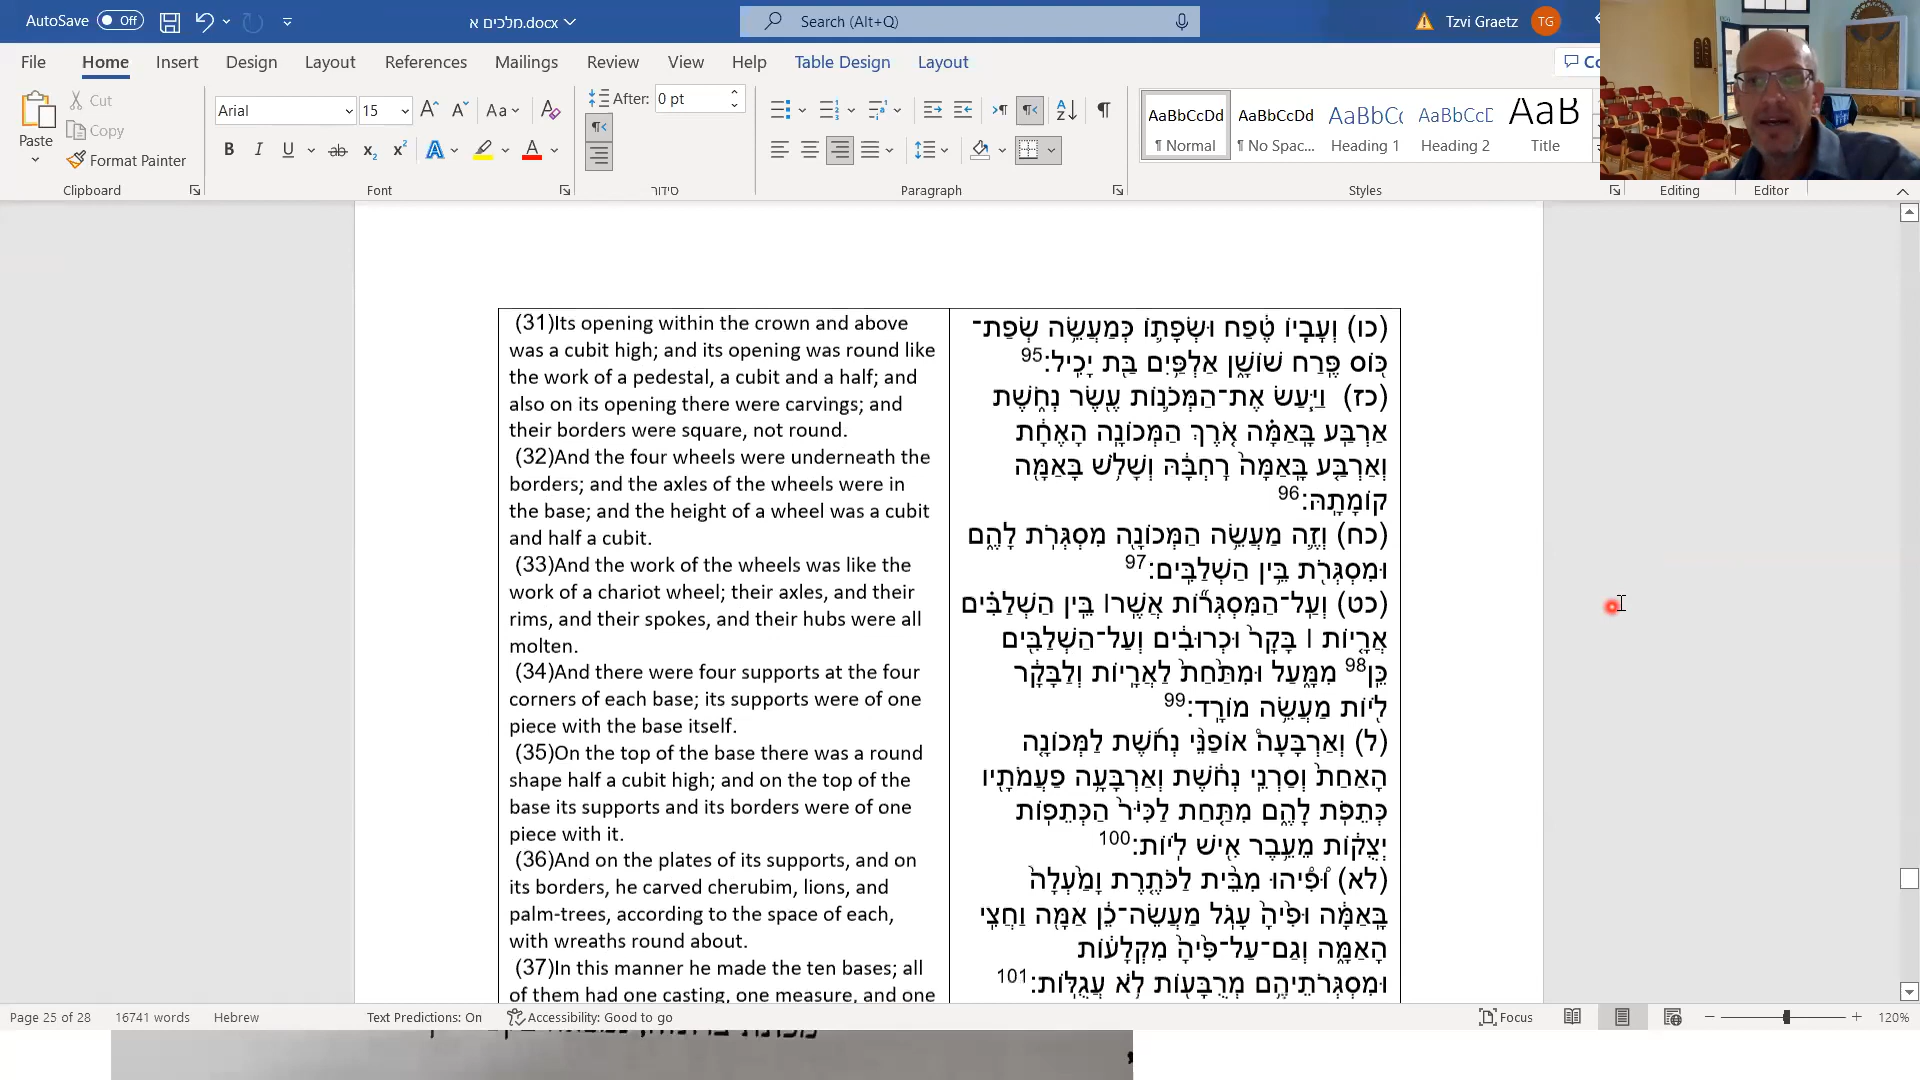 AutoSave Off מלכים א.docx Search (Alt+Q) Tzvi Graetz TG
File Home Insert Design Layout References Mailings Review View Help Table Design Layout
Paste Cut Copy Format Painter
Arial 15 Aa
After: 0 pt
AaBbCcDd AaBbCcDd AaBbCc AaBbCcD AaB
¶ Normal ¶ No Spac... Heading 1 Heading 2 Title
Clipboard Font סידור Paragraph Styles Editing Editor
(31)Its opening within the crown and above
was a cubit high; and its opening was round like
the work of a pedestal, a cubit and a half; and
also on its opening there were carvings; and
their borders were square, not round.
(32)And the four wheels were underneath the
borders; and the axles of the wheels were in
the base; and the height of a wheel was a cubit
and half a cubit.
(33)And the work of the wheels was like the
work of a chariot wheel; their axles, and their
rims, and their spokes, and their hubs were all
molten.
(34)And there were four supports at the four
corners of each base; its supports were of one
piece with the base itself.
(35)On the top of the base there was a round
shape half a cubit high; and on the top of the
base its supports and its borders were of one
piece with it.
(36)And on the plates of its supports, and on
its borders, he carved cherubim, lions, and
palm-trees, according to the space of each,
with wreaths round about.
(37)In this manner he made the ten bases; all
of them had one casting, one measure, and one
(כו) וְעָבְי֣וֹ טֶ֔פַח וּשְׂפָתוֹ֙ כְּמַעֲשֵׂ֣ה שְׂפַת־
כּ֖וֹס פֶּ֣רַח שׁוֹשָׁ֑ן אַלְפַּ֥יִם בַּ֖ת יָכִֽיל׃95
(כז) וַיַּ֧עַשׂ אֶת־הַמְּכֹנ֛וֹת עֶ֖שֶׂר נְחֹ֑שֶׁת
אַרְבַּ֣ע בָּאַמָּ֗ה אֹ֚רֶךְ הַמְּכוֹנָ֣ה הָאֶחָ֔ת
וְאַרְבַּ֤ע בָּֽאַמָּה֙ רָחְבָּ֔הּ וְשָׁלֹ֥שׁ בָּאַמָּ֖ה
קוֹמָתָֽהּ׃96
(כח) וְזֶ֛ה מַעֲשֵׂ֥ה הַמְּכוֹנָ֖ה מִסְגְּרֹ֣ת לָהֶ֑ם
וּמִסְגְּרֹ֖ת בֵּ֥ין הַשְׁלַבִּֽים׃97
(כט) וְעַֽל־הַמִּסְגְּר֞וֹת אֲשֶׁ֣ר׀ בֵּ֣ין הַשְׁלַבִּ֗ים
אֲרָי֤וֹת ׀ בָּקָר֙ וּכְרוּבִ֔ים וְעַל־הַשְׁלַבִּ֖ים
כֵּ֣ן98 מִמָּ֑עַל וּמִתַּ֙חַת֙ לַאֲרָי֣וֹת וְלַבָּקָ֔ר
לֹי֖וֹת מַעֲשֵׂ֥ה מוֹרָֽד׃99
(ל) וְאַרְבָּעָה֩ אוֹפַנֵּ֨י נְחֹ֜שֶׁת לַמְּכוֹנָ֤ה
הָֽאַחַת֙ וְסַרְנֵ֣י נְחֹ֔שֶׁת וְאַרְבָּעָ֥ה פַעֲמֹתָ֖יו
כְּתֵפֹ֣ת לָהֶ֑ם מִתַּ֤חַת לַכִּיֹּר֙ הַכְּתֵפ֣וֹת
יְצֻק֔וֹת מֵעֵ֥בֶר אִ֖ישׁ לֹיֽוֹת׃100
(לא) וּ֠פִ֠יהוּ מִבֵּ֨ית לַכֹּתֶ֤רֶת וָמַ֙עְלָה֙
בָּֽאַמָּ֔ה וּפִ֙יהָ֙ עָגֹ֣ל מַעֲשֵׂה־כֵ֔ן אַמָּ֖ה וַחֲצִ֣י
הָאַמָּ֑ה וְגַם־עַל־פִּ֙יהָ֙ מִקְלָע֔וֹת
וּמִסְגְּרֹתֵיהֶ֥ם מְרֻבָּע֖וֹת לֹ֥א עֲגֻלּֽוֹת׃101
Page 25 of 28 16741 words Hebrew Text Predictions: On Accessibility: Good to go Focus 120%